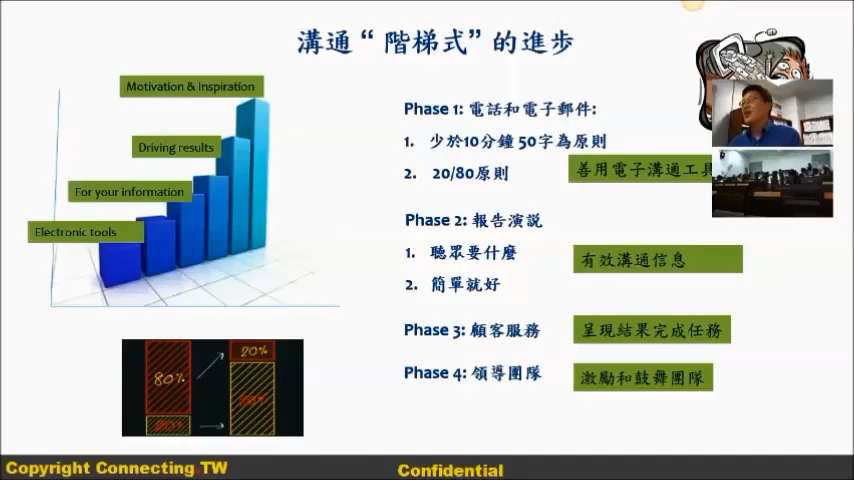 溝通“ 階梯式”的進步
Motivation & Inspiration
Driving results
For your information
Electronic tools
Phase 1: 電話和電子郵件:
1. 少於10分鐘 50字為原則
2. 20/80原則
善用電子溝通工具
Phase 2: 報告演説
1. 聽眾要什麼
2. 簡單就好
有效溝通信息
Phase 3: 顧客服務
呈現結果完成任務
Phase 4: 領導團隊
激勵和鼓舞團隊
80%
20%
20%
80%
Copyright Connecting.TW
Confidential